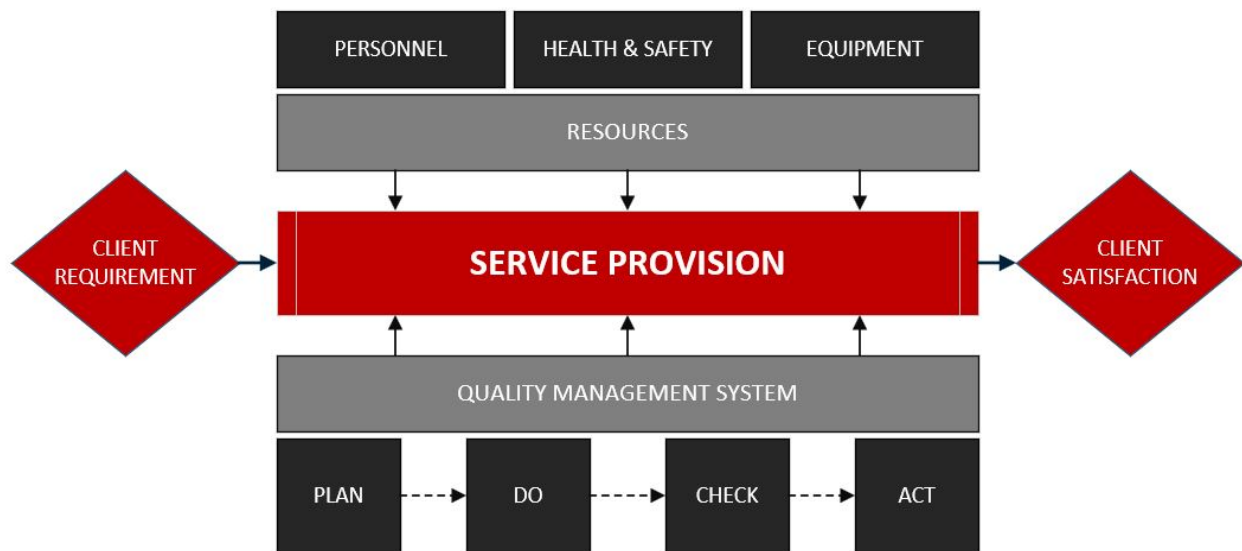 PERSONNEL
HEALTH & SAFETY
EQUIPMENT
RESOURCES
CLIENT
REQUIREMENT
SERVICE PROVISION
CLIENT
SATISFACTION
QUALITY MANAGEMENT SYSTEM
PLAN
DO
CHECK
ACT